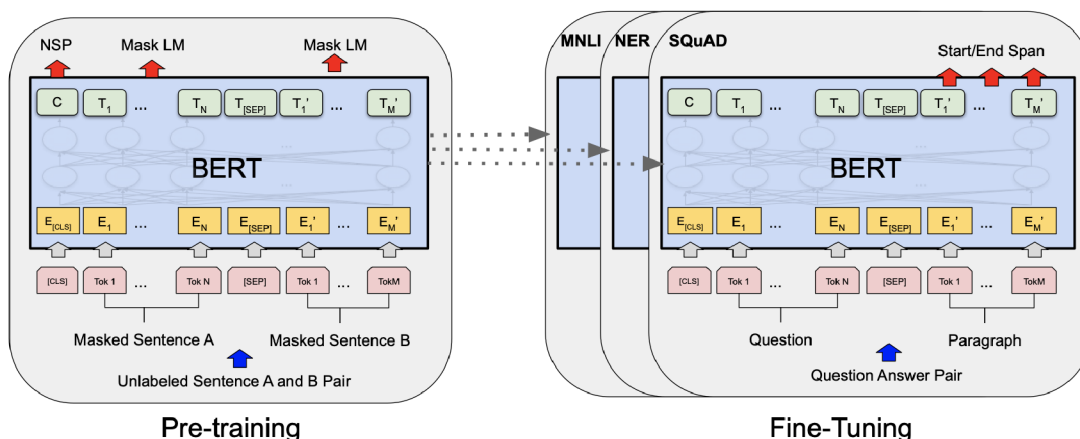 NSP Mask LM Mask LM
C T1 ... TN T[SEP] T1' ... TM'
BERT
E[CLS] E1 ... EN E[SEP] E1' ... EM'
[CLS] Tok 1 ... Tok N [SEP] Tok 1 ... TokM
Masked Sentence A Masked Sentence B
Unlabeled Sentence A and B Pair
Pre-training
MNLI NER SQuAD
Start/End Span
C T1 ... TN T[SEP] T1' ... TM'
BERT
E[CLS] E1 ... EN E[SEP] E1' ... EM'
[CLS] Tok 1 ... Tok N [SEP] Tok 1 ... TokM
Question Paragraph
Question Answer Pair
Fine-Tuning